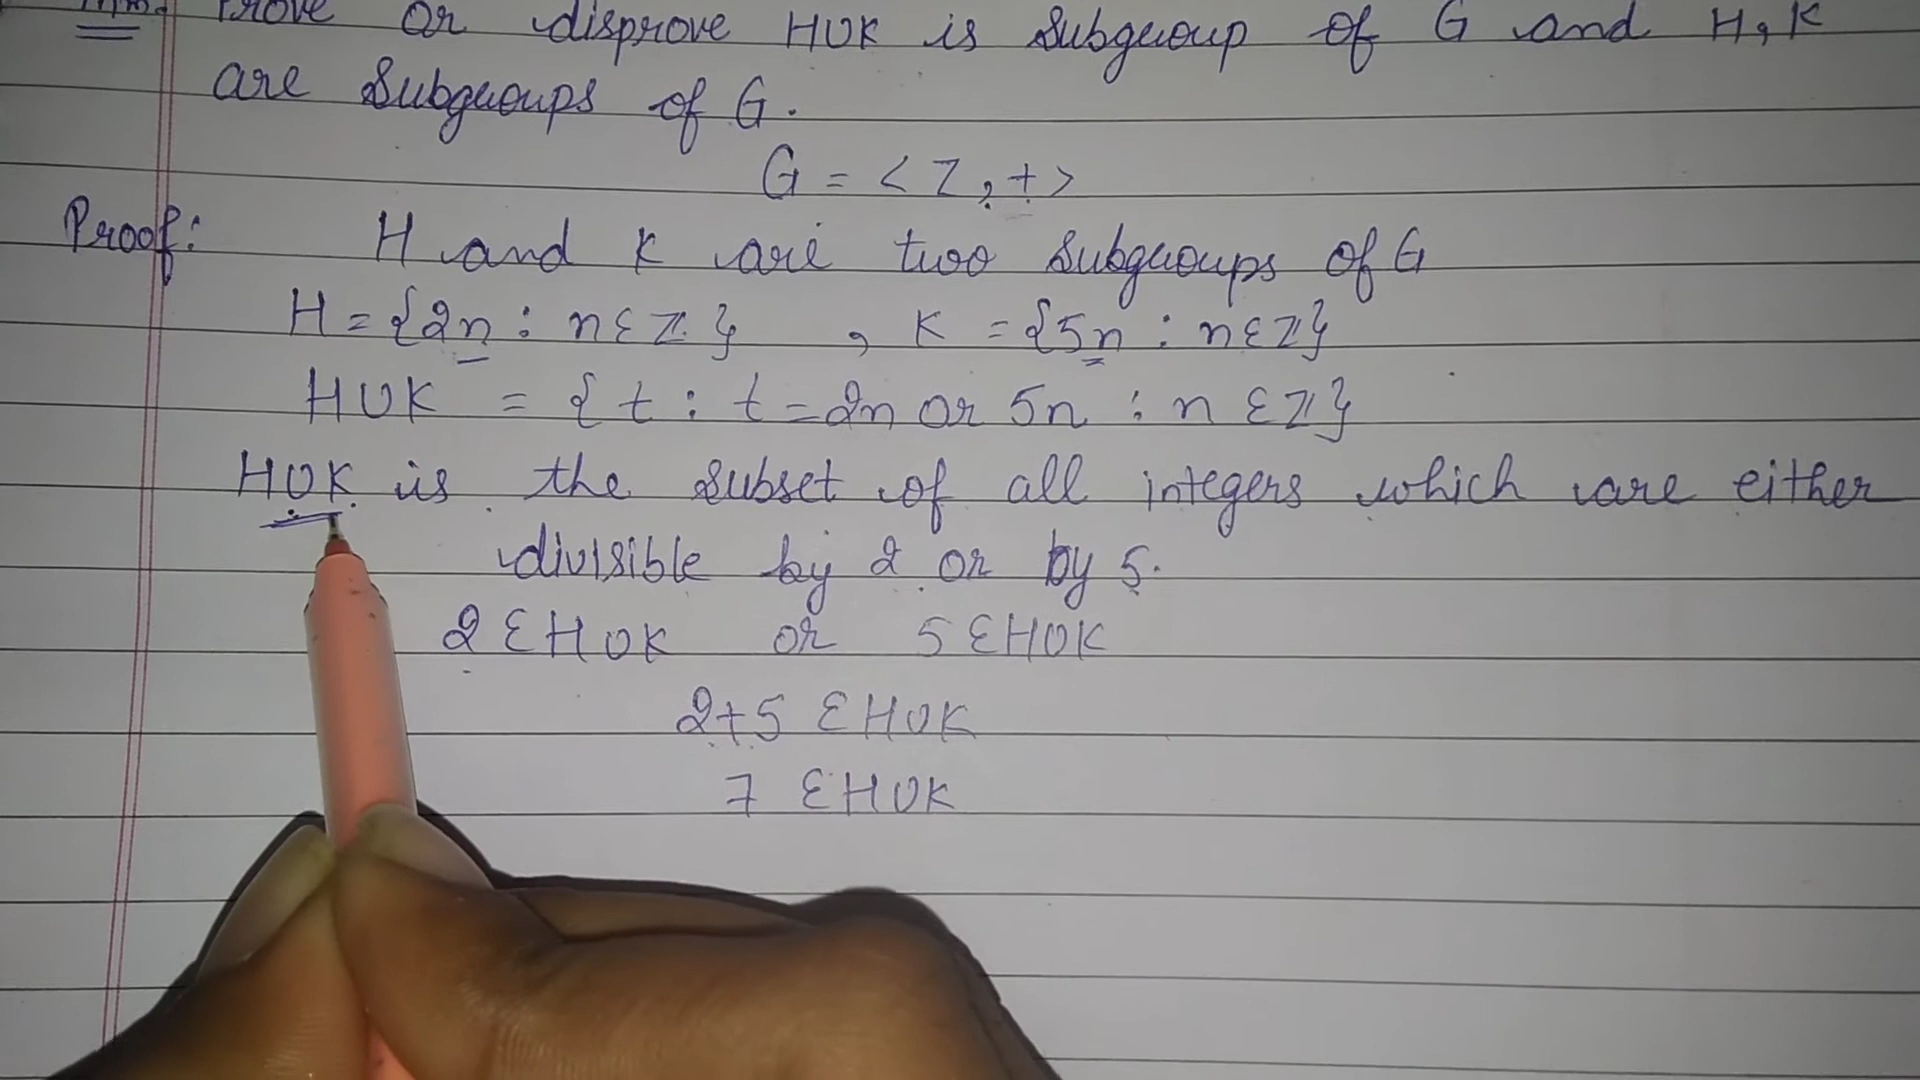 Prove or disprove HUK is Subgroup of G and H, K
are Subgroups of G.
G = < Z, + >
Proof: H and K are two Subgroups of G
H = {2n : n ∈ Z}, K = {5n : n ∈ Z}
HUK = {t : t = 2n or 5n : n ∈ Z}
HUK is the subset of all integers which are either
divisible by 2 or by 5.
2 ∈ HUK or 5 ∈ HUK
2+5 ∈ HUK
7 ∈ HUK